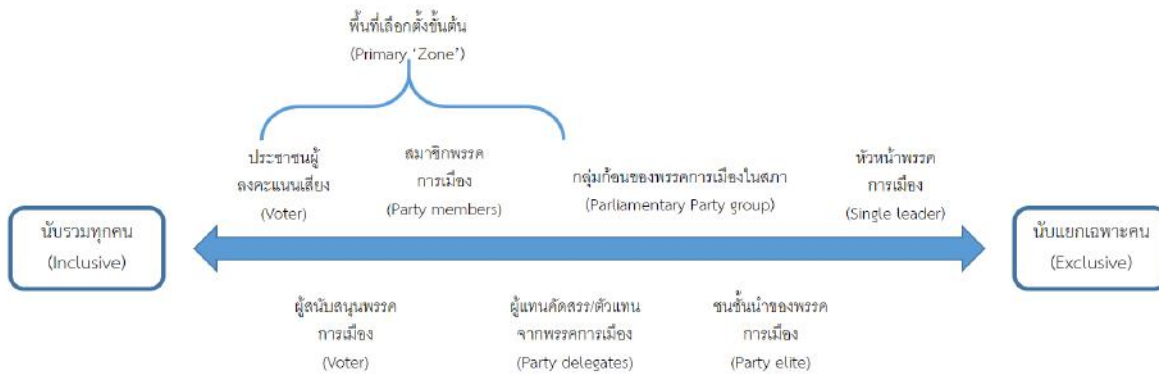 พื้นที่เลือกตั้งขั้นต้น
(Primary ‘Zone’)
ประชาชนผู้
ลงคะแนนเสียง
(Voter)
สมาชิกพรรค
การเมือง
(Party members)
กลุ่มก้อนของพรรคการเมืองในสภา
(Parliamentary Party group)
หัวหน้าพรรค
การเมือง
(Single leader)
นับรวมทุกคน
(Inclusive)
นับแยกเฉพาะคน
(Exclusive)
ผู้สนับสนุนพรรค
การเมือง
(Voter)
ผู้แทนคัดสรร/ตัวแทน
จากพรรคการเมือง
(Party delegates)
ชนชั้นนำของพรรค
การเมือง
(Party elite)